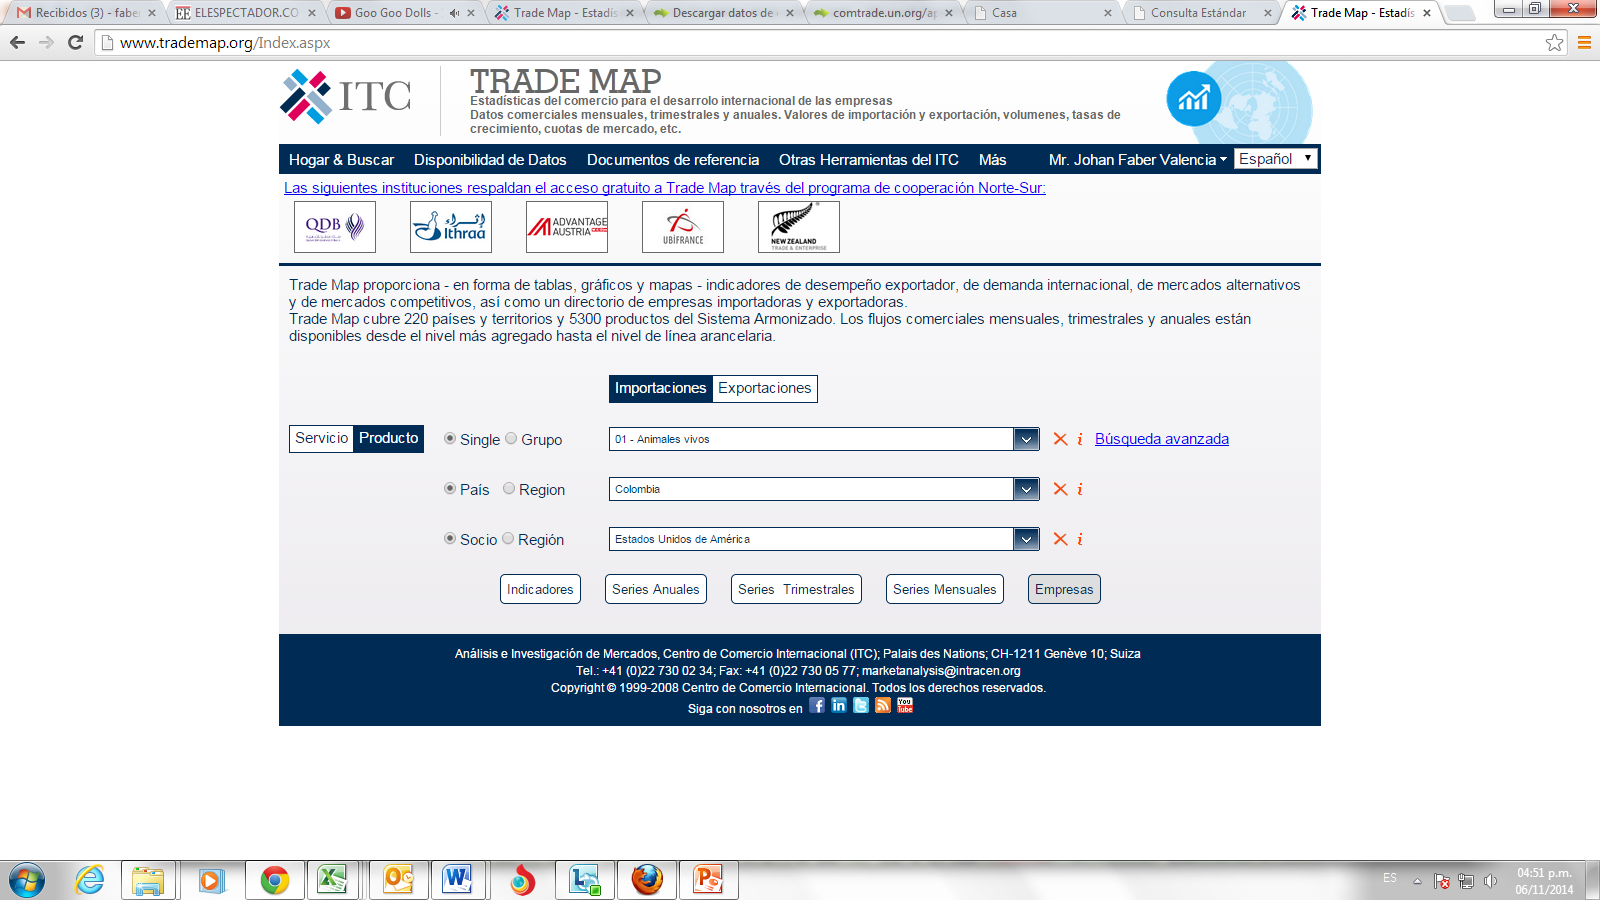 Recibidos (3) - faber
ELESPECTADOR.CO
Goo Goo Dolls -
Trade Map - Estadís
Descargar datos de
comtrade.un.org/ap
Casa
Consulta Estándar
Trade Map - Estadís
www.trademap.org/Index.aspx
ITC
TRADE MAP
Estadísticas del comercio para el desarrolo internacional de las empresas
Datos comerciales mensuales, trimestrales y anuales. Valores de importación y exportación, volumenes, tasas de
crecimiento, cuotas de mercado, etc.
Hogar & Buscar Disponibilidad de Datos Documentos de referencia Otras Herramientas del ITC Más Mr. Johan Faber Valencia Español
Las siguientes instituciones respaldan el acceso gratuito a Trade Map través del programa de cooperación Norte-Sur:
QDB
إثراء
Ithraa
ADVANTAGE
AUSTRIA
UBIFRANCE
NEW ZEALAND
TRADE & ENTERPRISE
Trade Map proporciona - en forma de tablas, gráficos y mapas - indicadores de desempeño exportador, de demanda internacional, de mercados alternativos
y de mercados competitivos, así como un directorio de empresas importadoras y exportadoras.
Trade Map cubre 220 países y territorios y 5300 productos del Sistema Armonizado. Los flujos comerciales mensuales, trimestrales y anuales están
disponibles desde el nivel más agregado hasta el nivel de línea arancelaria.
Importaciones Exportaciones
Servicio Producto Single Grupo 01 - Animales vivos i Búsqueda avanzada
País Region Colombia i
Socio Región Estados Unidos de América i
Indicadores Series Anuales Series Trimestrales Series Mensuales Empresas
Análisis e Investigación de Mercados, Centro de Comercio Internacional (ITC); Palais des Nations; CH-1211 Genève 10; Suiza
Tel.: +41 (0)22 730 02 34; Fax: +41 (0)22 730 05 77; marketanalysis@intracen.org
Copyright © 1999-2008 Centro de Comercio Internacional. Todos los derechos reservados.
Siga con nosotros en
ES
04:51 p.m.
06/11/2014